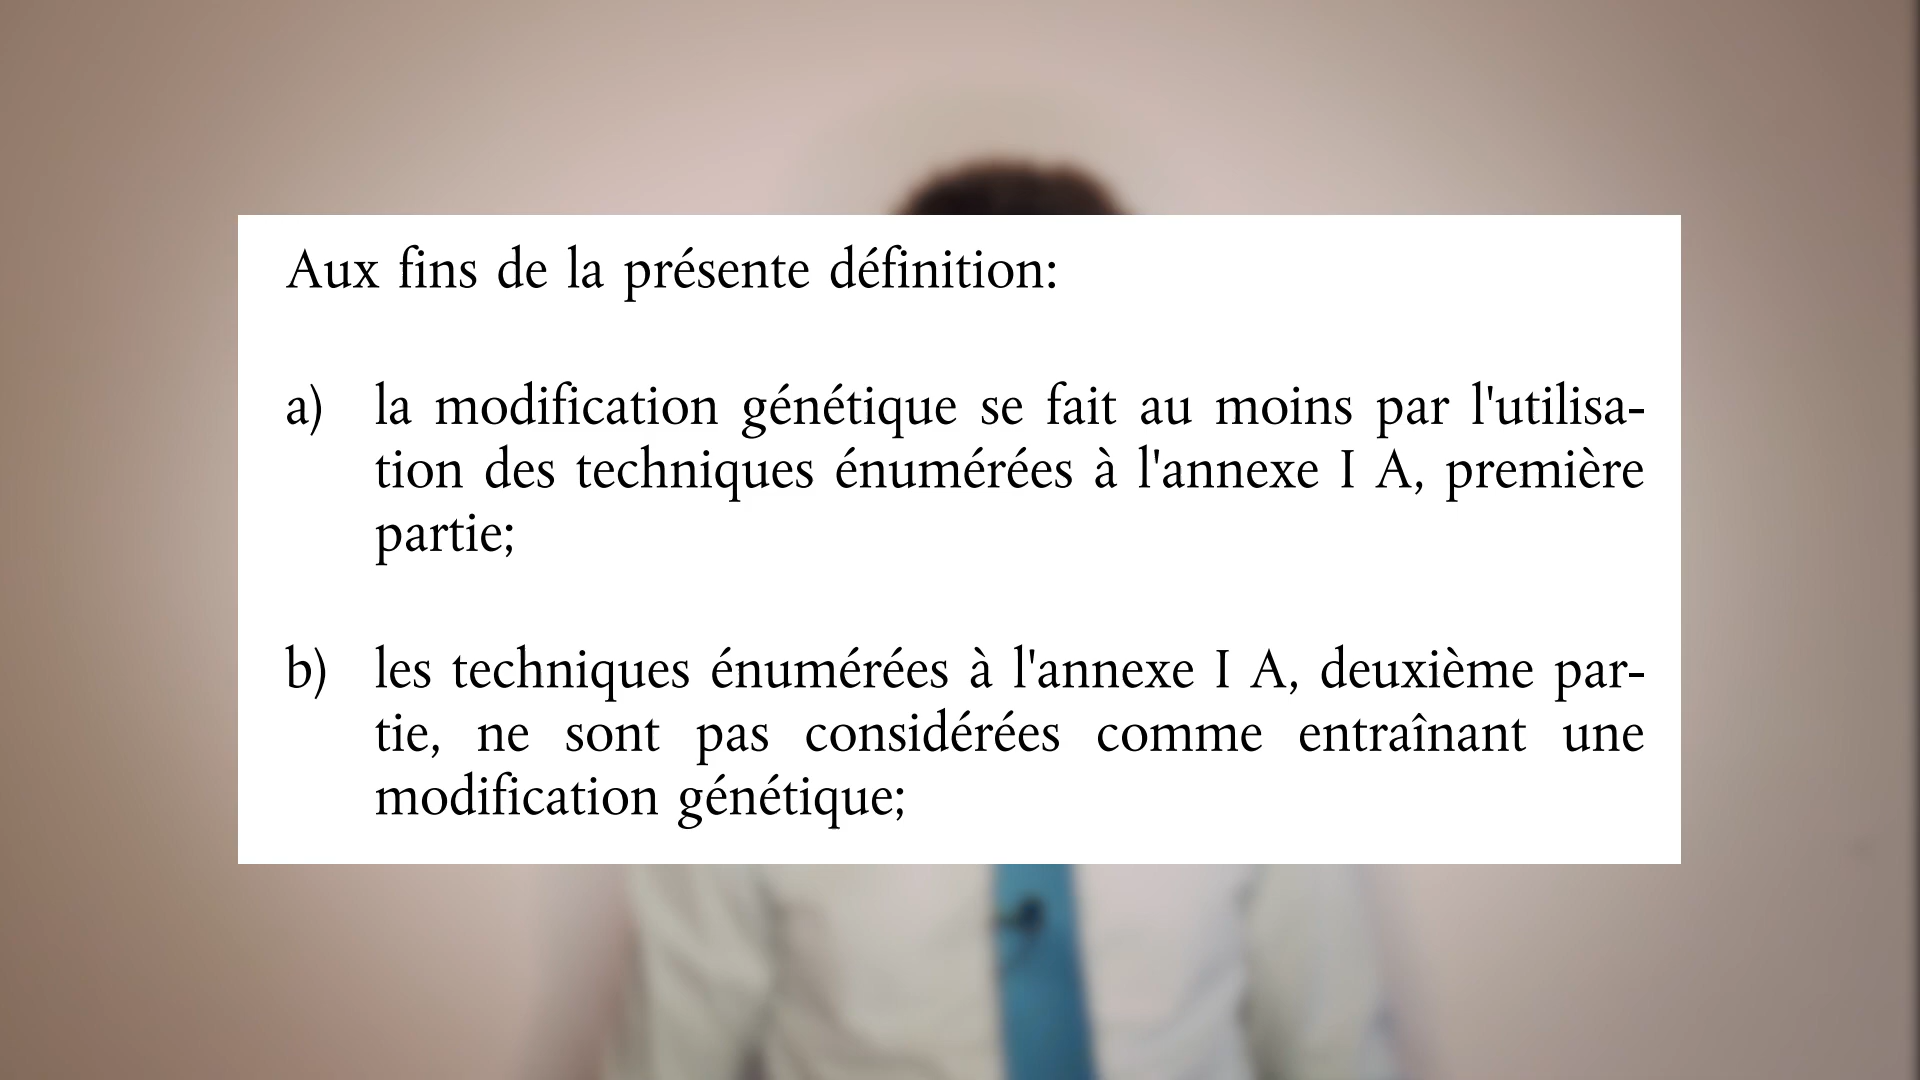 Aux fins de la présente définition:
a) la modification génétique se fait au moins par l'utilisa-
tion des techniques énumérées à l'annexe I A, première
partie;
b) les techniques énumérées à l'annexe I A, deuxième par-
tie, ne sont pas considérées comme entraînant une
modification génétique;